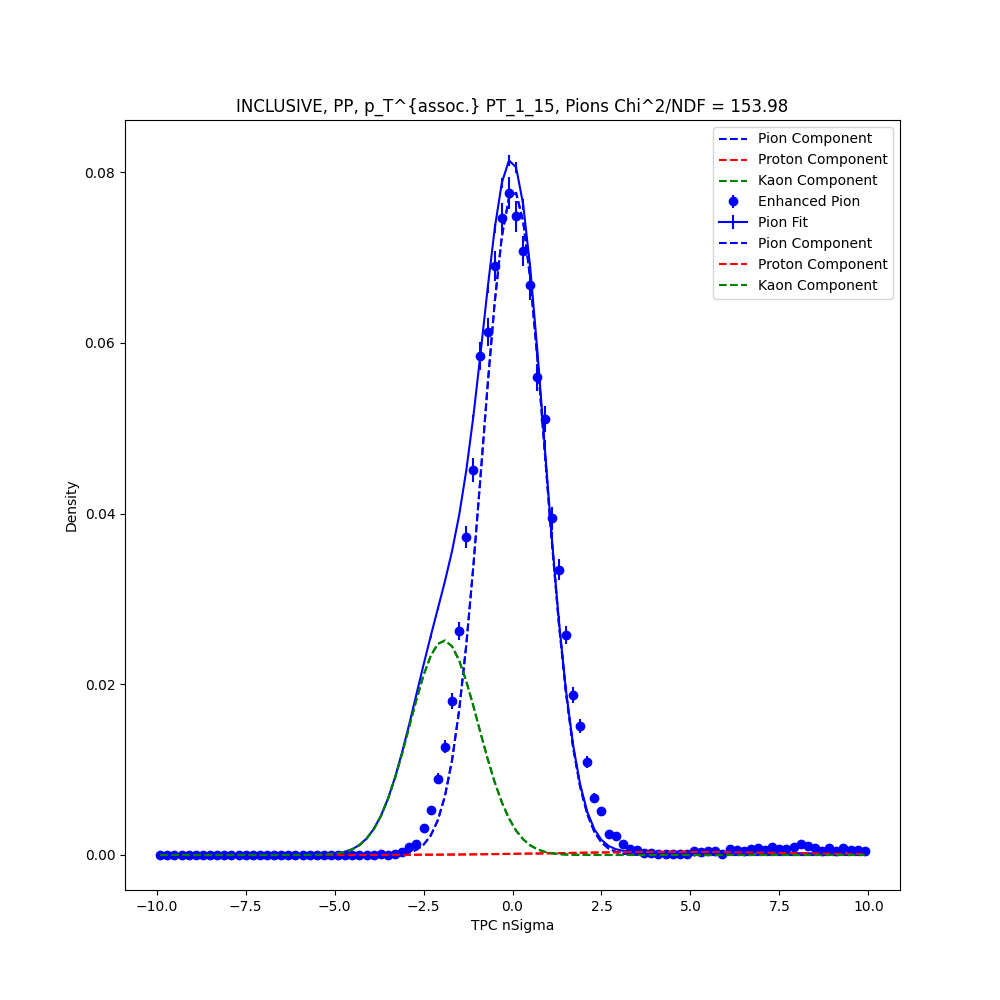 INCLUSIVE, PP, p_T^{assoc.} PT_1_15, Pions Chi^2/NDF = 153.98
Pion Component
Proton Component
Kaon Component
Enhanced Pion
Pion Fit
Pion Component
Proton Component
Kaon Component
0.08
0.06
0.04
0.02
0.00
Density
−10.0 −7.5 −5.0 −2.5 0.0 2.5 5.0 7.5 10.0
TPC nSigma